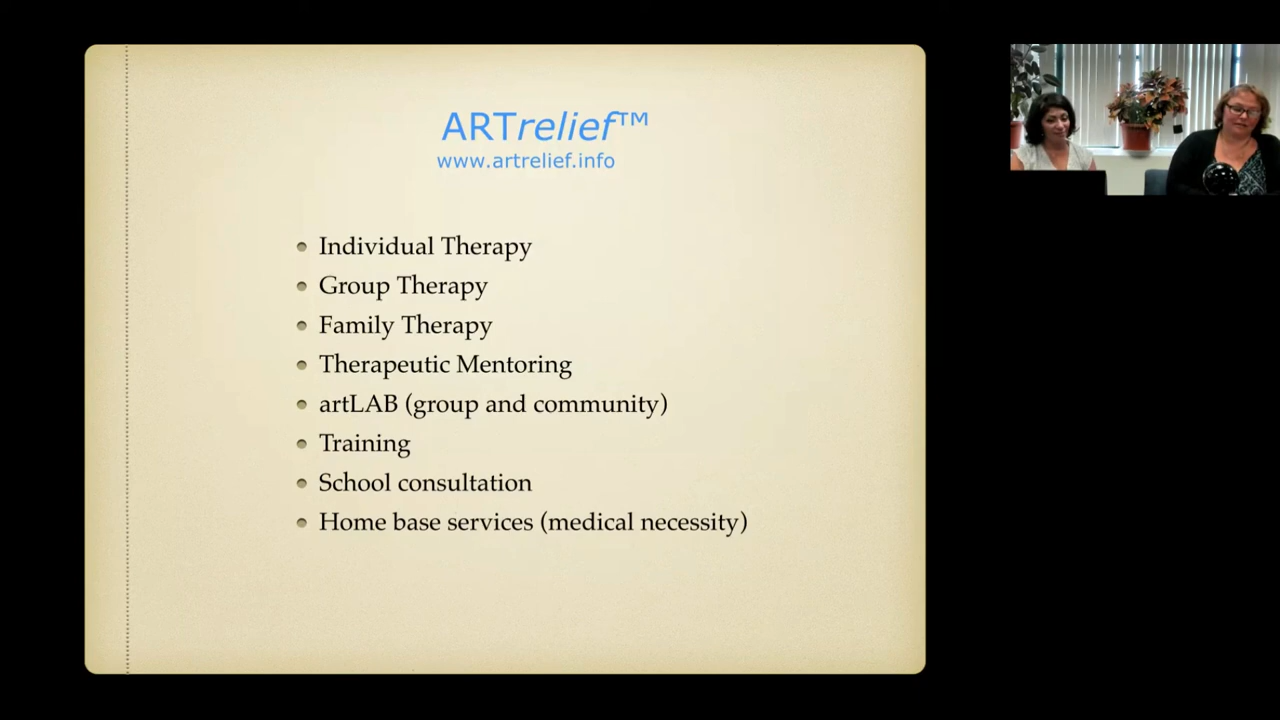 ARTrelief™
www.artrelief.info
Individual Therapy
Group Therapy
Family Therapy
Therapeutic Mentoring
artLAB (group and community)
Training
School consultation
Home base services (medical necessity)